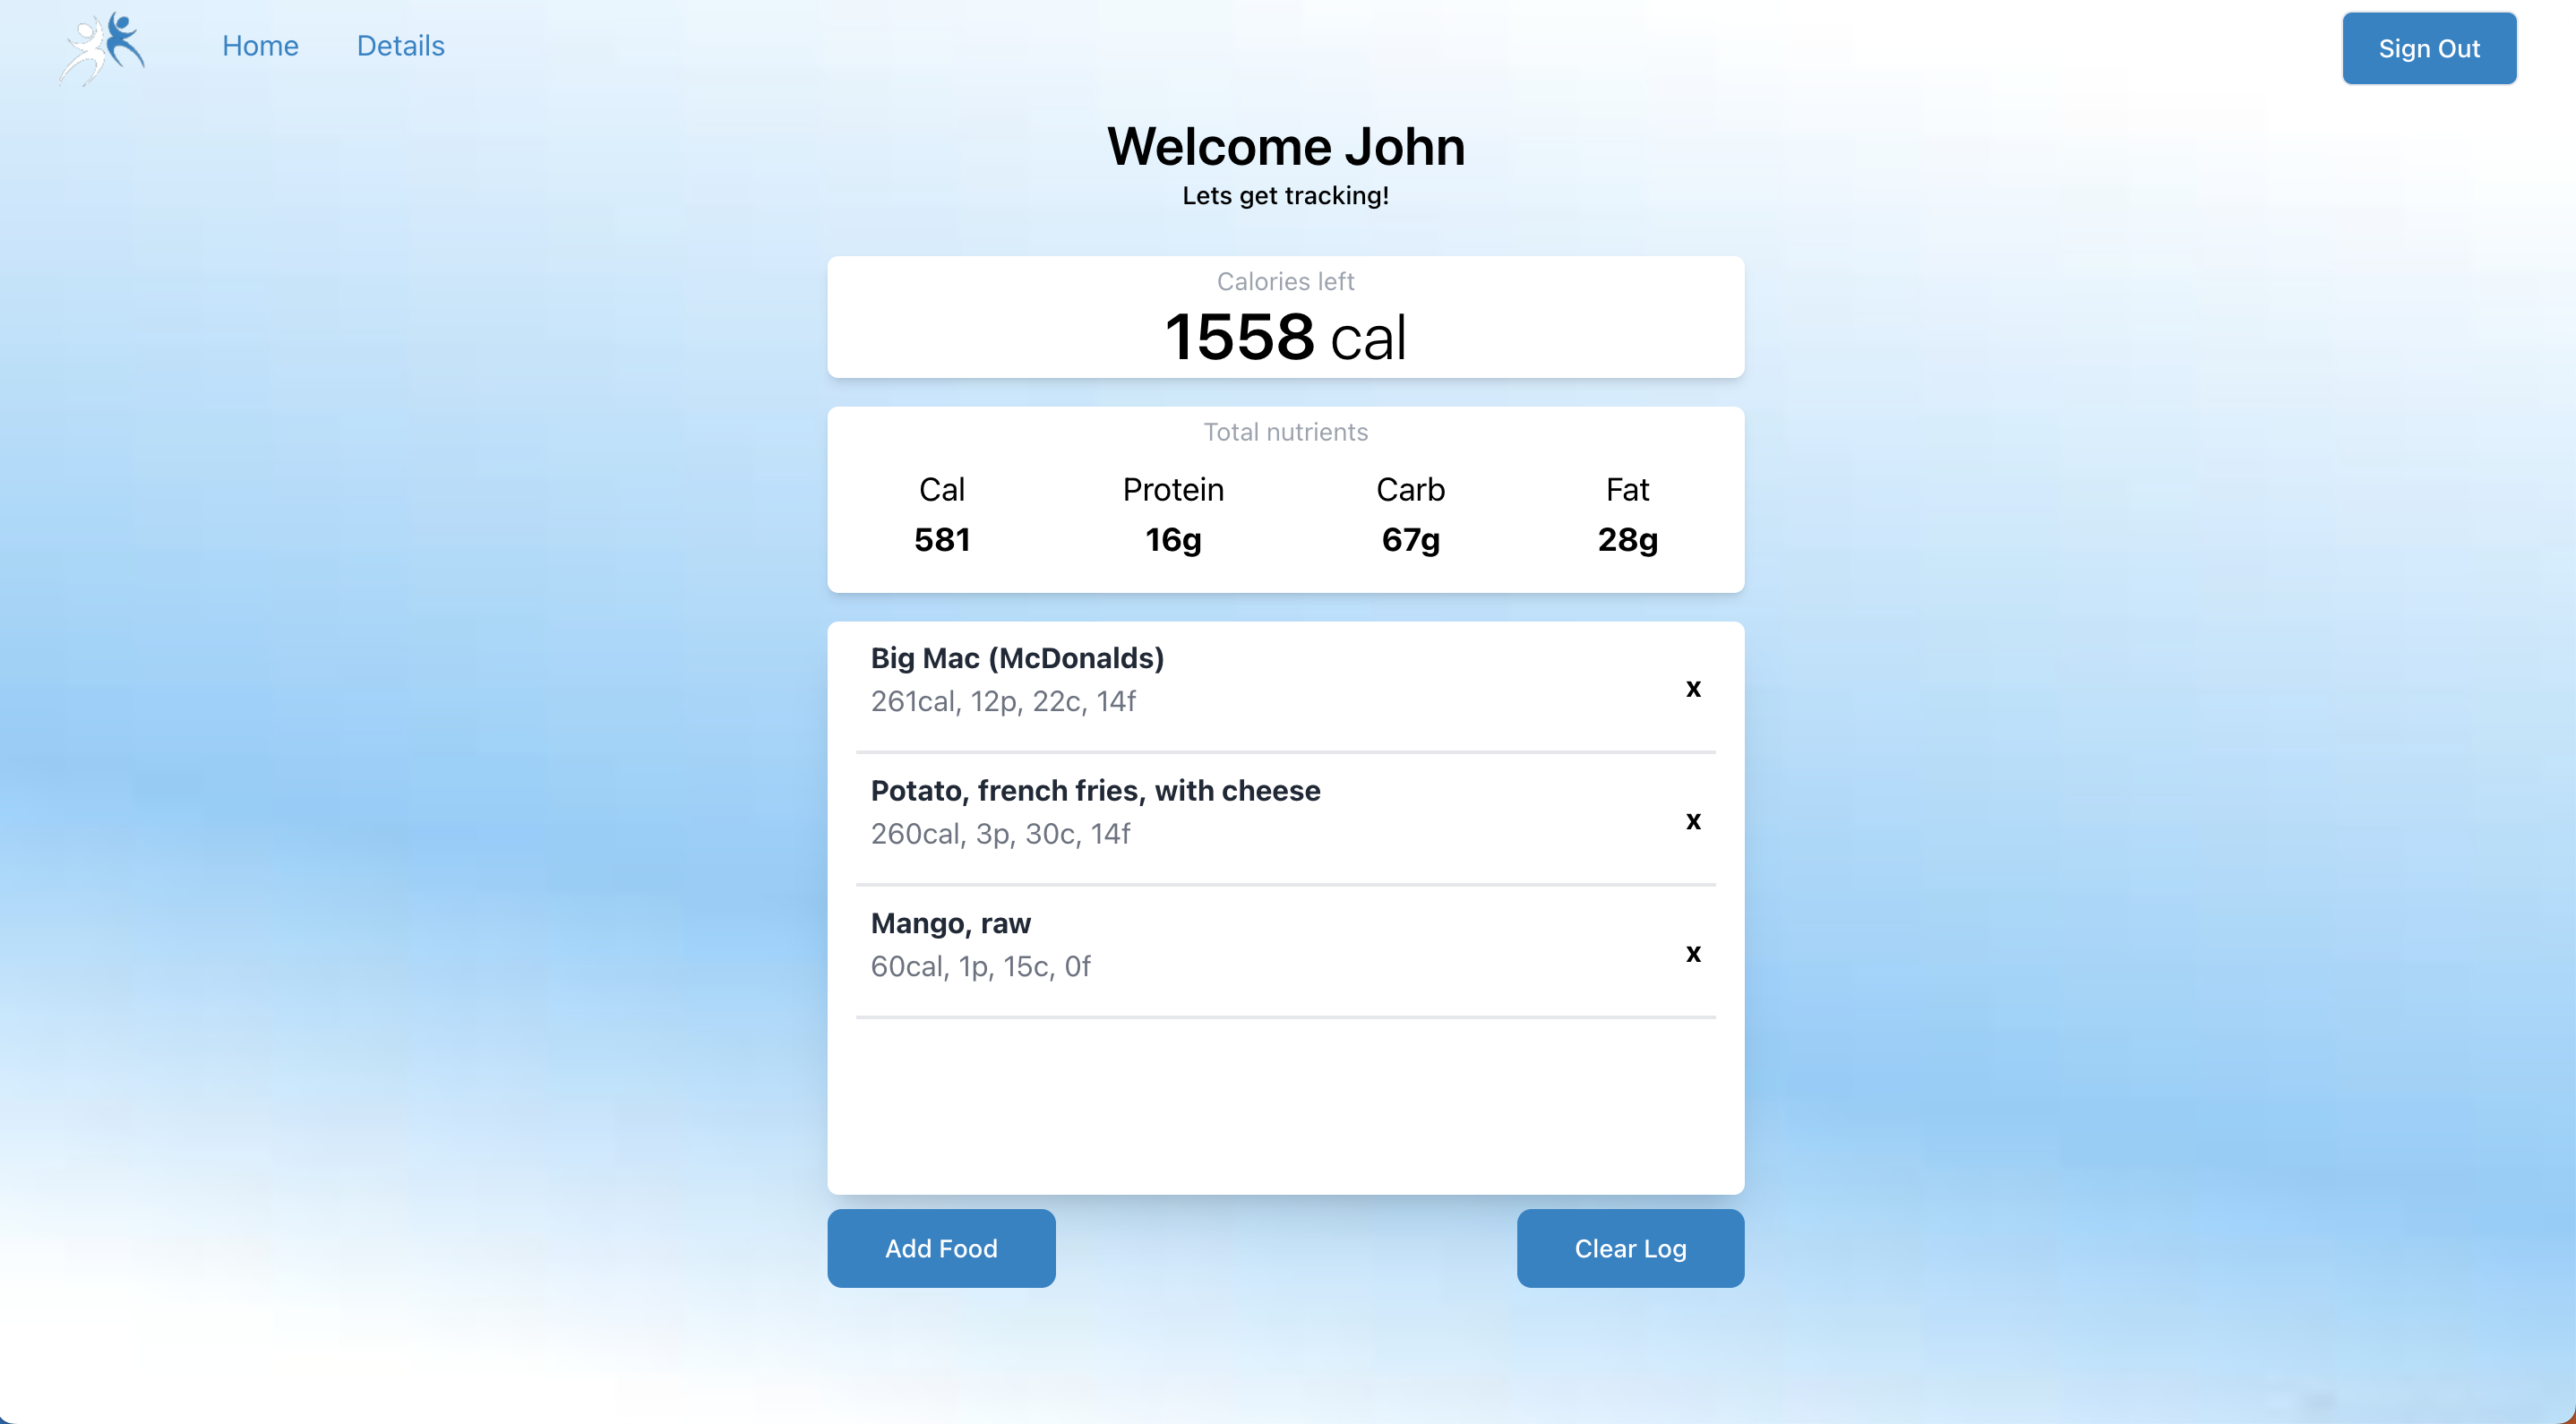 Home Details Sign Out
Welcome John
Lets get tracking!
Calories left
1558 cal
Total nutrients
Cal Protein Carb Fat
581 16g 67g 28g
Big Mac (McDonalds)
261cal, 12p, 22c, 14f
x
Potato, french fries, with cheese
260cal, 3p, 30c, 14f
x
Mango, raw
60cal, 1p, 15c, 0f
x
Add Food Clear Log